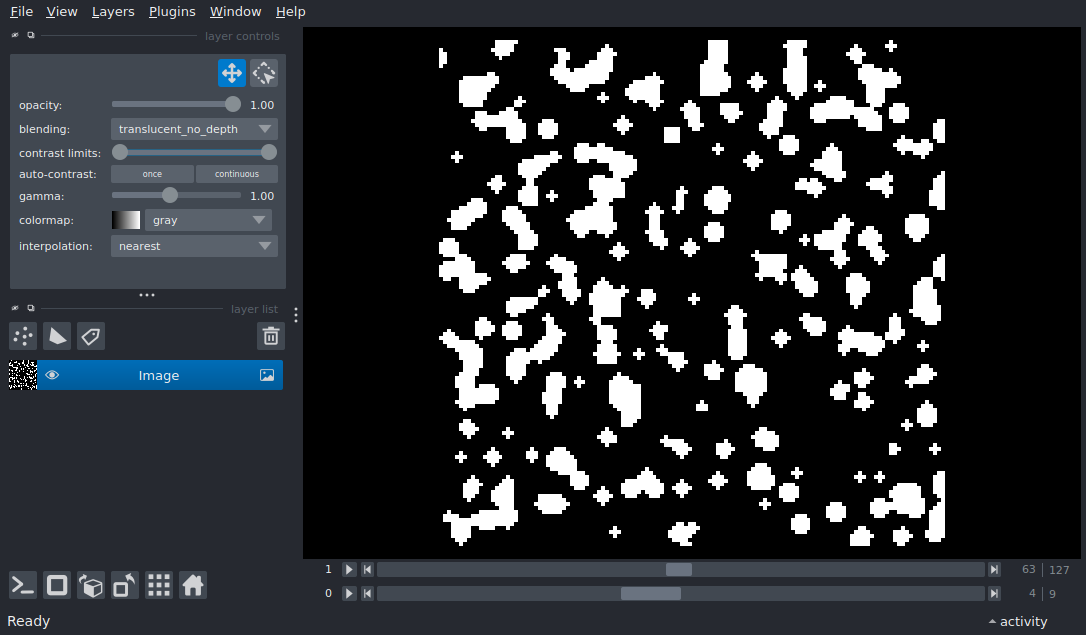 File View Layers Plugins Window Help
layer controls
opacity: 1.00
blending: translucent_no_depth
contrast limits:
auto-contrast: once continuous
gamma: 1.00
colormap: gray
interpolation: nearest
layer list
Image
1 63 127
0 4 9
Ready activity